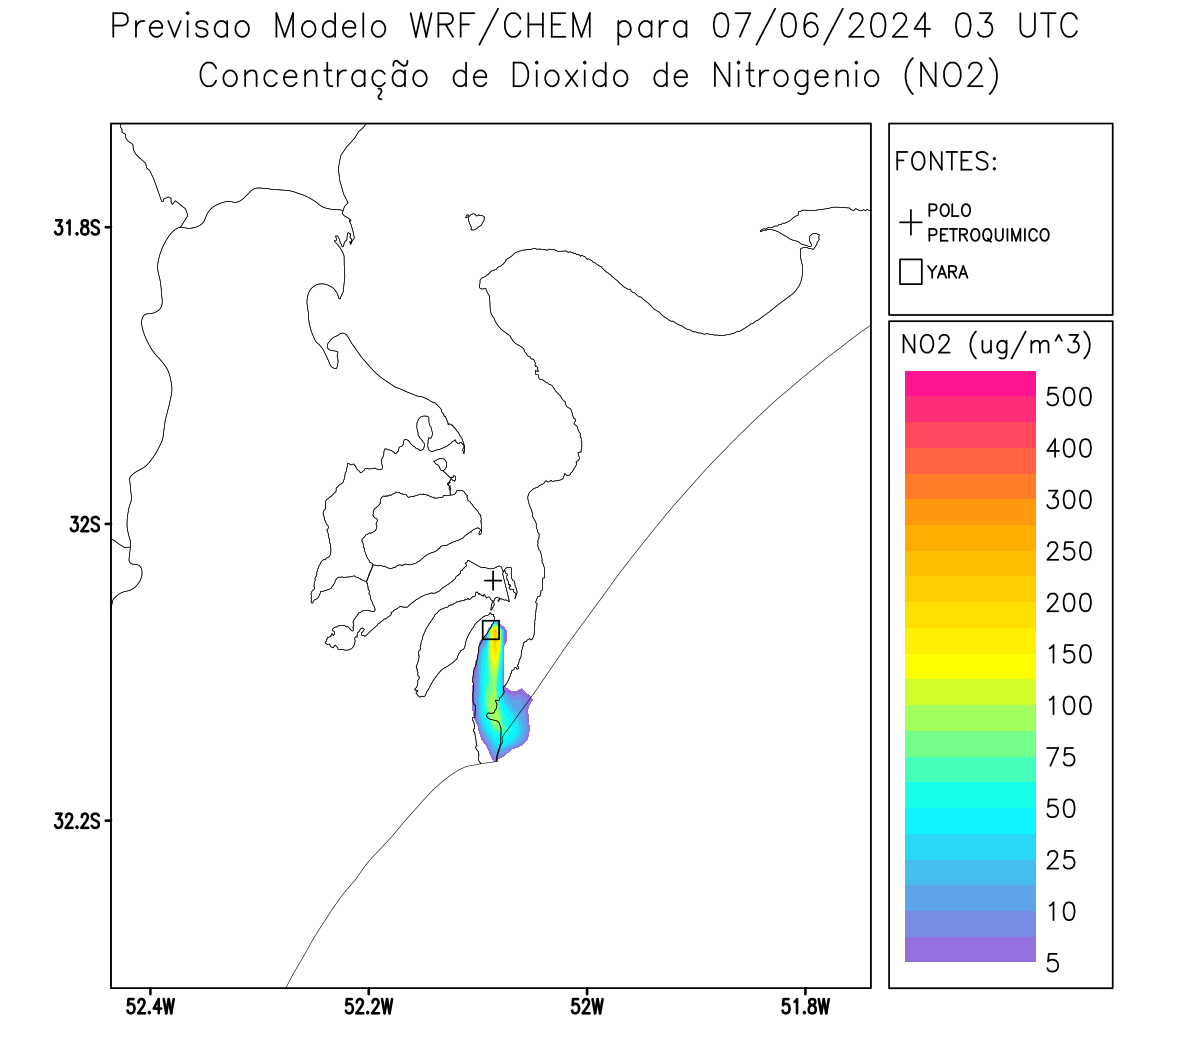 Previsao Modelo WRF/CHEM para 07/06/2024 03 UTC
Concentração de Dioxido de Nitrogenio (NO2)
FONTES:
POLO
PETROQUIMICO
YARA
NO2 (ug/m^3)
500
400
300
250
200
150
100
75
50
25
10
5
31.8S
32S
32.2S
52.4W
52.2W
52W
51.8W